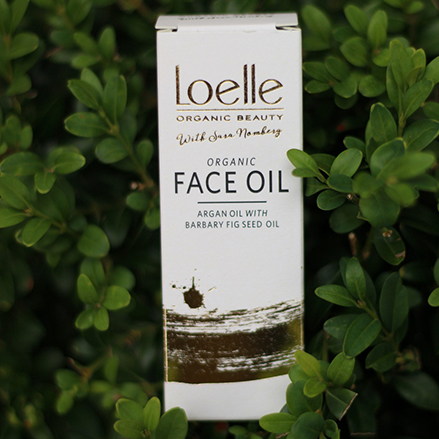 Loelle
ORGANIC BEAUTY
With Sara Nomberg
ORGANIC
FACE OIL
ARGAN OIL WITH
BARBARY FIG SEED OIL